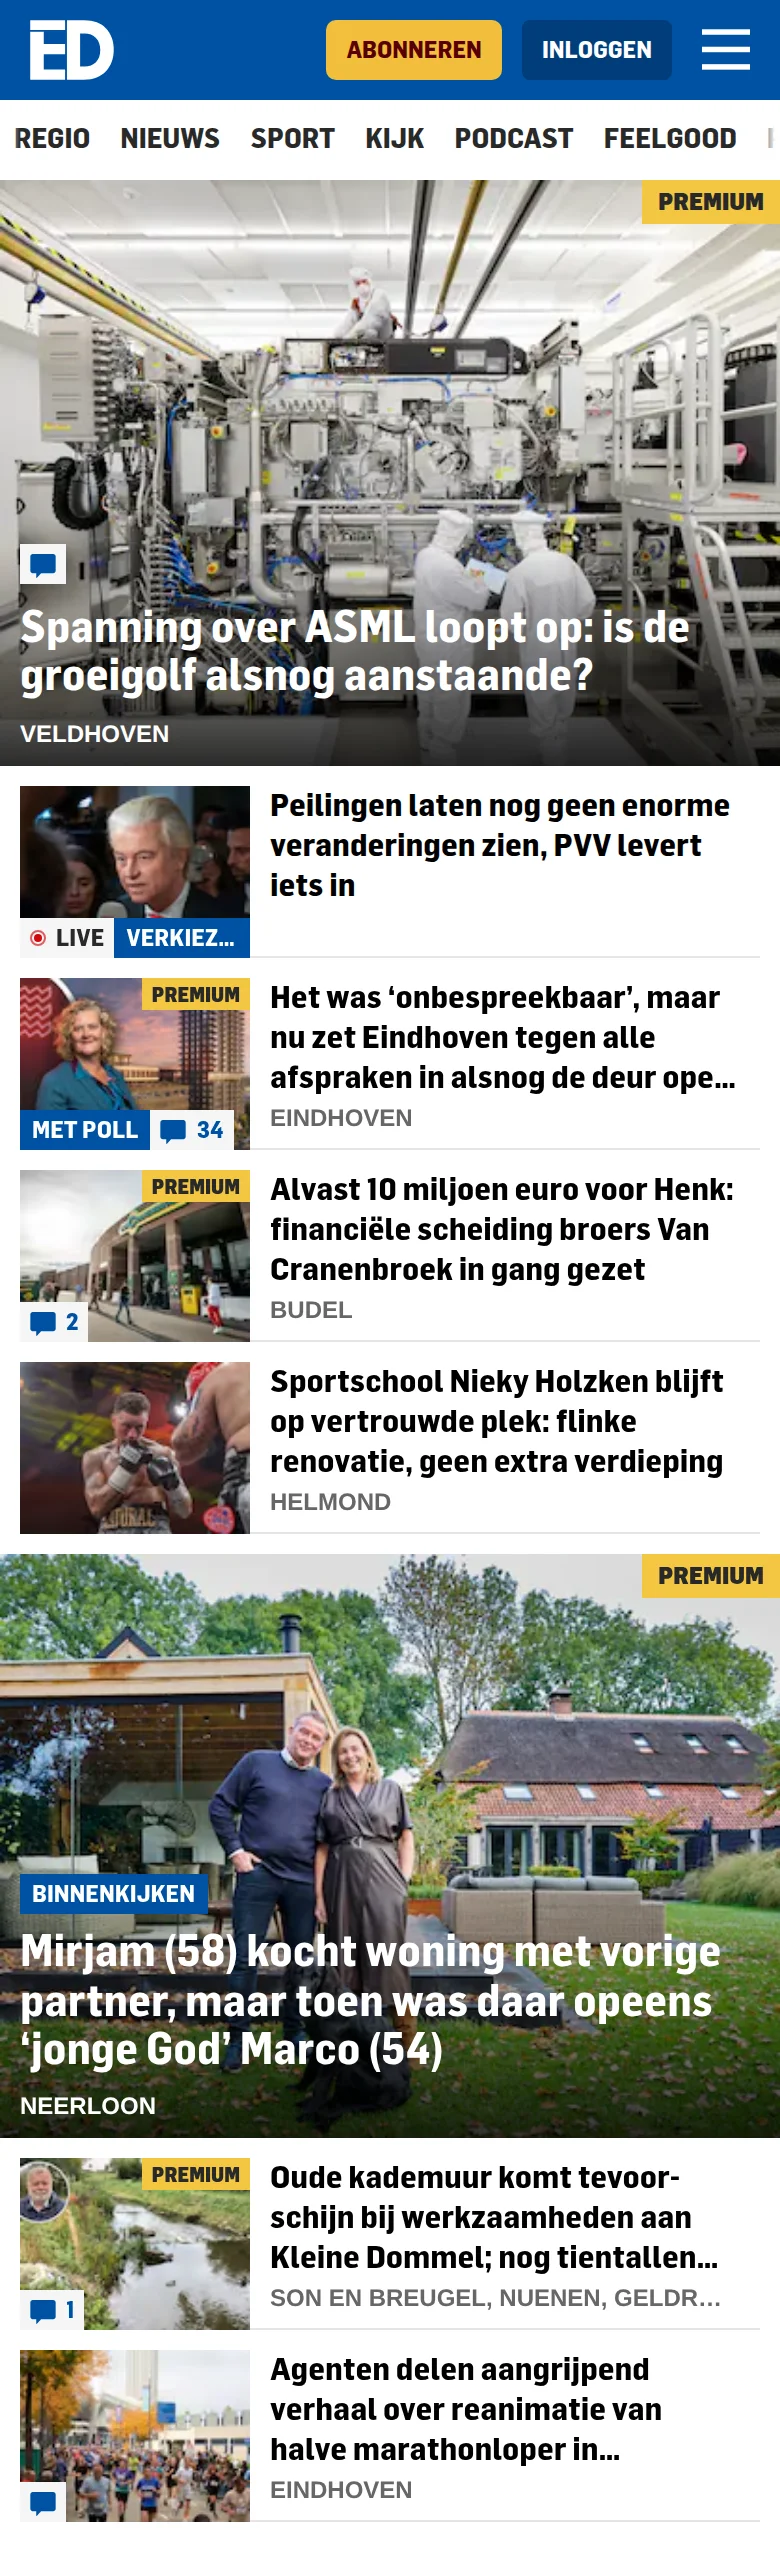 ED
ABONNEREN
INLOGGEN
REGIO NIEUWS SPORT KIJK PODCAST FEELGOOD
PREMIUM
Spanning over ASML loopt op: is de
groeigolf alsnog aanstaande?
VELDHOVEN
LIVE
VERKIEZ...
Peilingen laten nog geen enorme
veranderingen zien, PVV levert
iets in
PREMIUM
MET POLL
34
Het was ‘onbespreekbaar’, maar
nu zet Eindhoven tegen alle
afspraken in alsnog de deur ope...
EINDHOVEN
PREMIUM
2
Alvast 10 miljoen euro voor Henk:
financiële scheiding broers Van
Cranenbroek in gang gezet
BUDEL
Sportschool Nieky Holzken blijft
op vertrouwde plek: flinke
renovatie, geen extra verdieping
HELMOND
PREMIUM
BINNENKIJKEN
Mirjam (58) kocht woning met vorige
partner, maar toen was daar opeens
‘jonge God’ Marco (54)
NEERLOON
PREMIUM
1
Oude kademuur komt tevoor-
schijn bij werkzaamheden aan
Kleine Dommel; nog tientallen...
SON EN BREUGEL, NUENEN, GELDR...
Agenten delen aangrijpend
verhaal over reanimatie van
halve marathonloper in...
EINDHOVEN